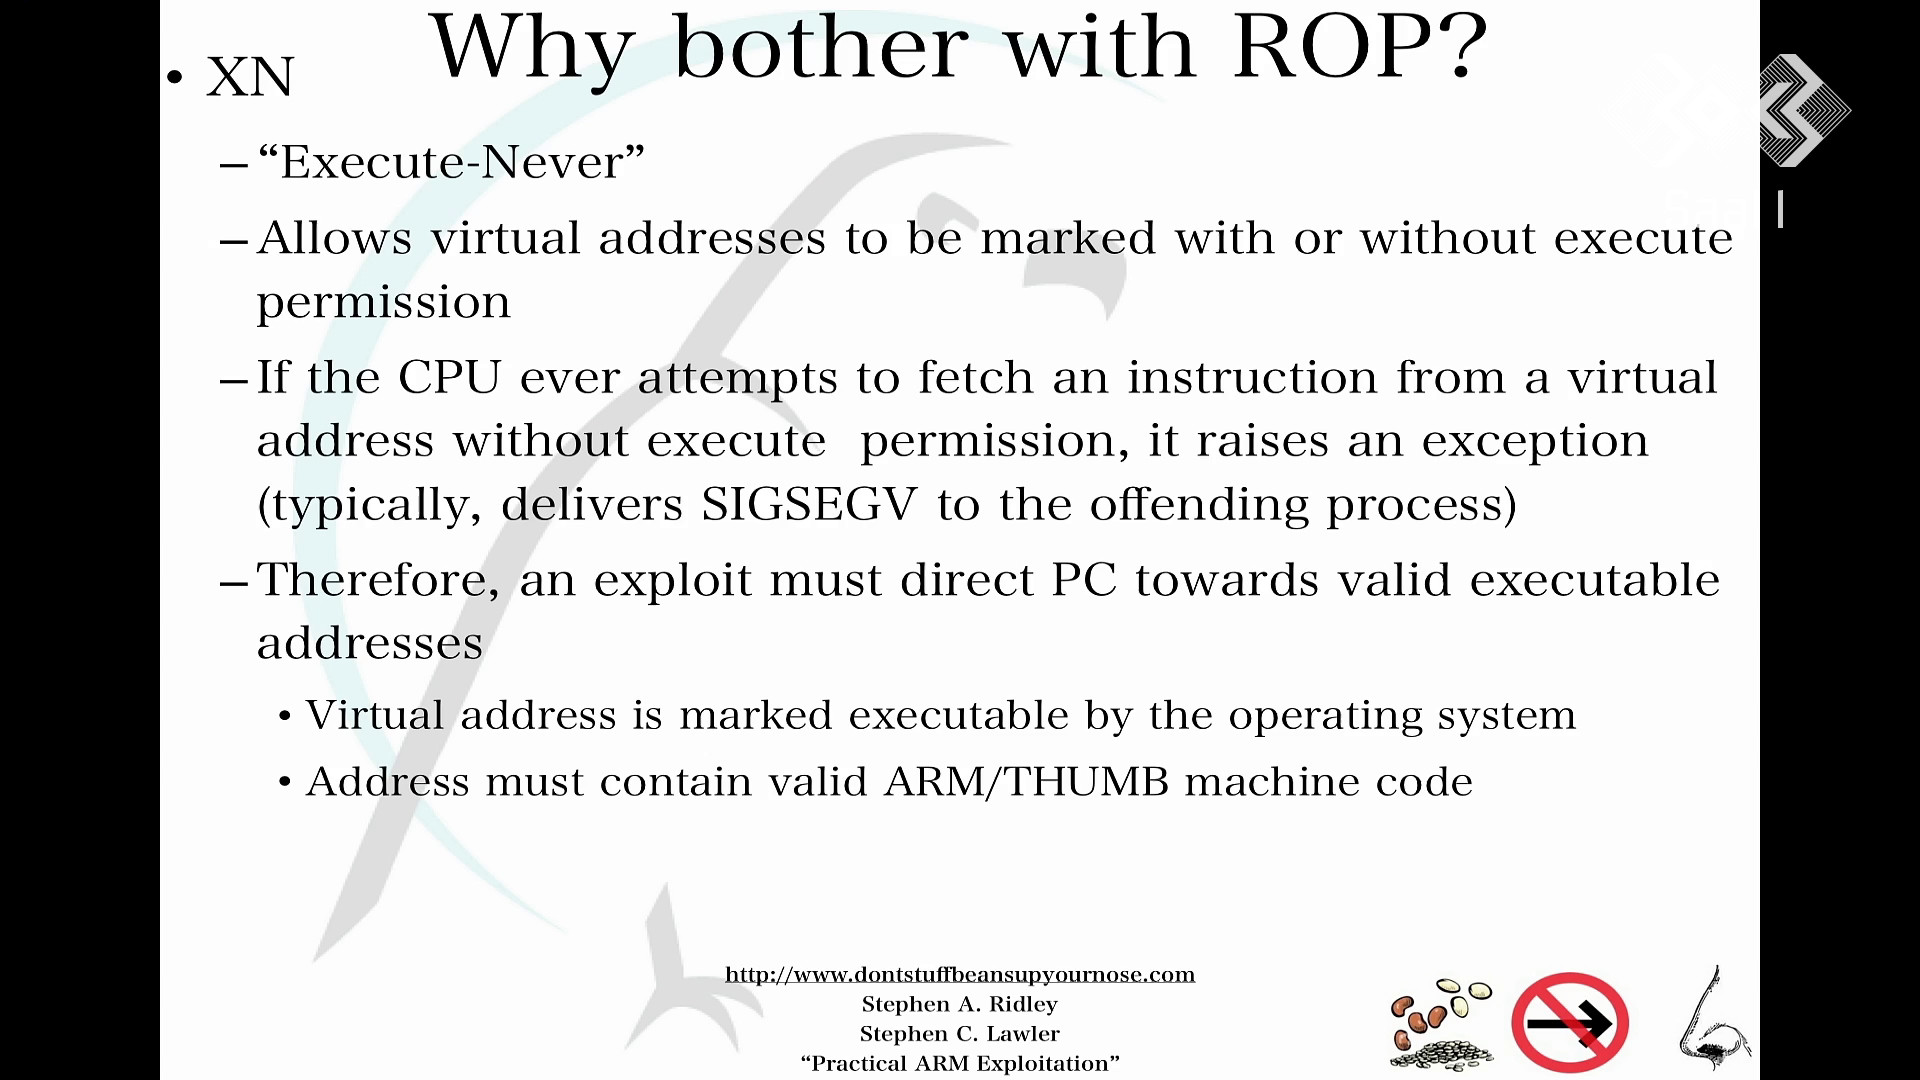 Why bother with ROP?
• XN
– “Execute-Never”
– Allows virtual addresses to be marked with or without execute
permission
– If the CPU ever attempts to fetch an instruction from a virtual
address without execute  permission, it raises an exception
(typically, delivers SIGSEGV to the offending process)
– Therefore, an exploit must direct PC towards valid executable
addresses
• Virtual address is marked executable by the operating system
• Address must contain valid ARM/THUMB machine code
http://www.dontstuffbeansupyournose.com
Stephen A. Ridley
Stephen C. Lawler
“Practical ARM Exploitation”